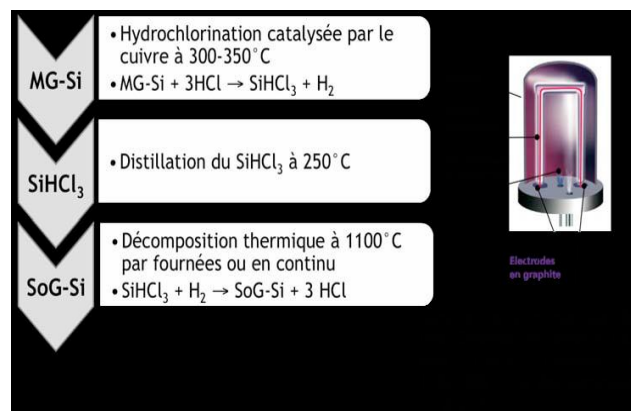 MG-Si
• Hydrochlorination catalysée par le
cuivre à 300-350°C
• MG-Si + 3HCl → SiHCl₃ + H₂
SiHCl₃
• Distillation du SiHCl₃ à 250°C
SoG-Si
• Décomposition thermique à 1100°C
par fournées ou en continu
• SiHCl₃ + H₂ → SoG-Si + 3 HCl
Electrodes
en graphite